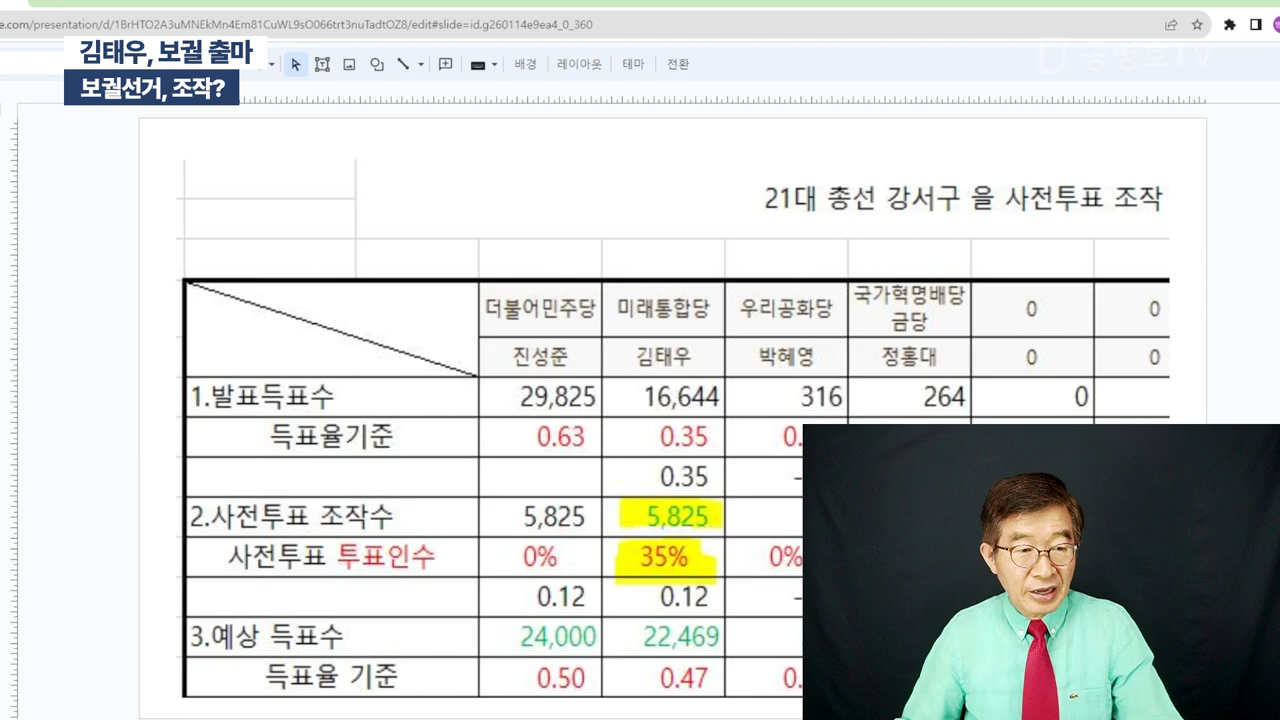 e.com/presentation/d/1BrHTO2A3uMNEkMn4Em81CuWL9sO066trt3nuTadtOZ8/edit#slide=id.g260114e9ea4_0_360
김태우, 보궐 출마
보궐선거, 조작?
배경 레이아웃 테마 전환
공병호TV
21대 총선 강서구 을 사전투표 조작
더불어민주당 미래통합당 우리공화당 국가혁명배당금당 0 0
진성준 김태우 박혜영 정홍대 0 0
1.발표득표수 29,825 16,644 316 264 0
득표율기준 0.63 0.35 0.
0.35 -
2.사전투표 조작수 5,825 5,825
사전투표 투표인수 0% 35% 0%
0.12 0.12 -
3.예상 득표수 24,000 22,469
득표율 기준 0.50 0.47 0.